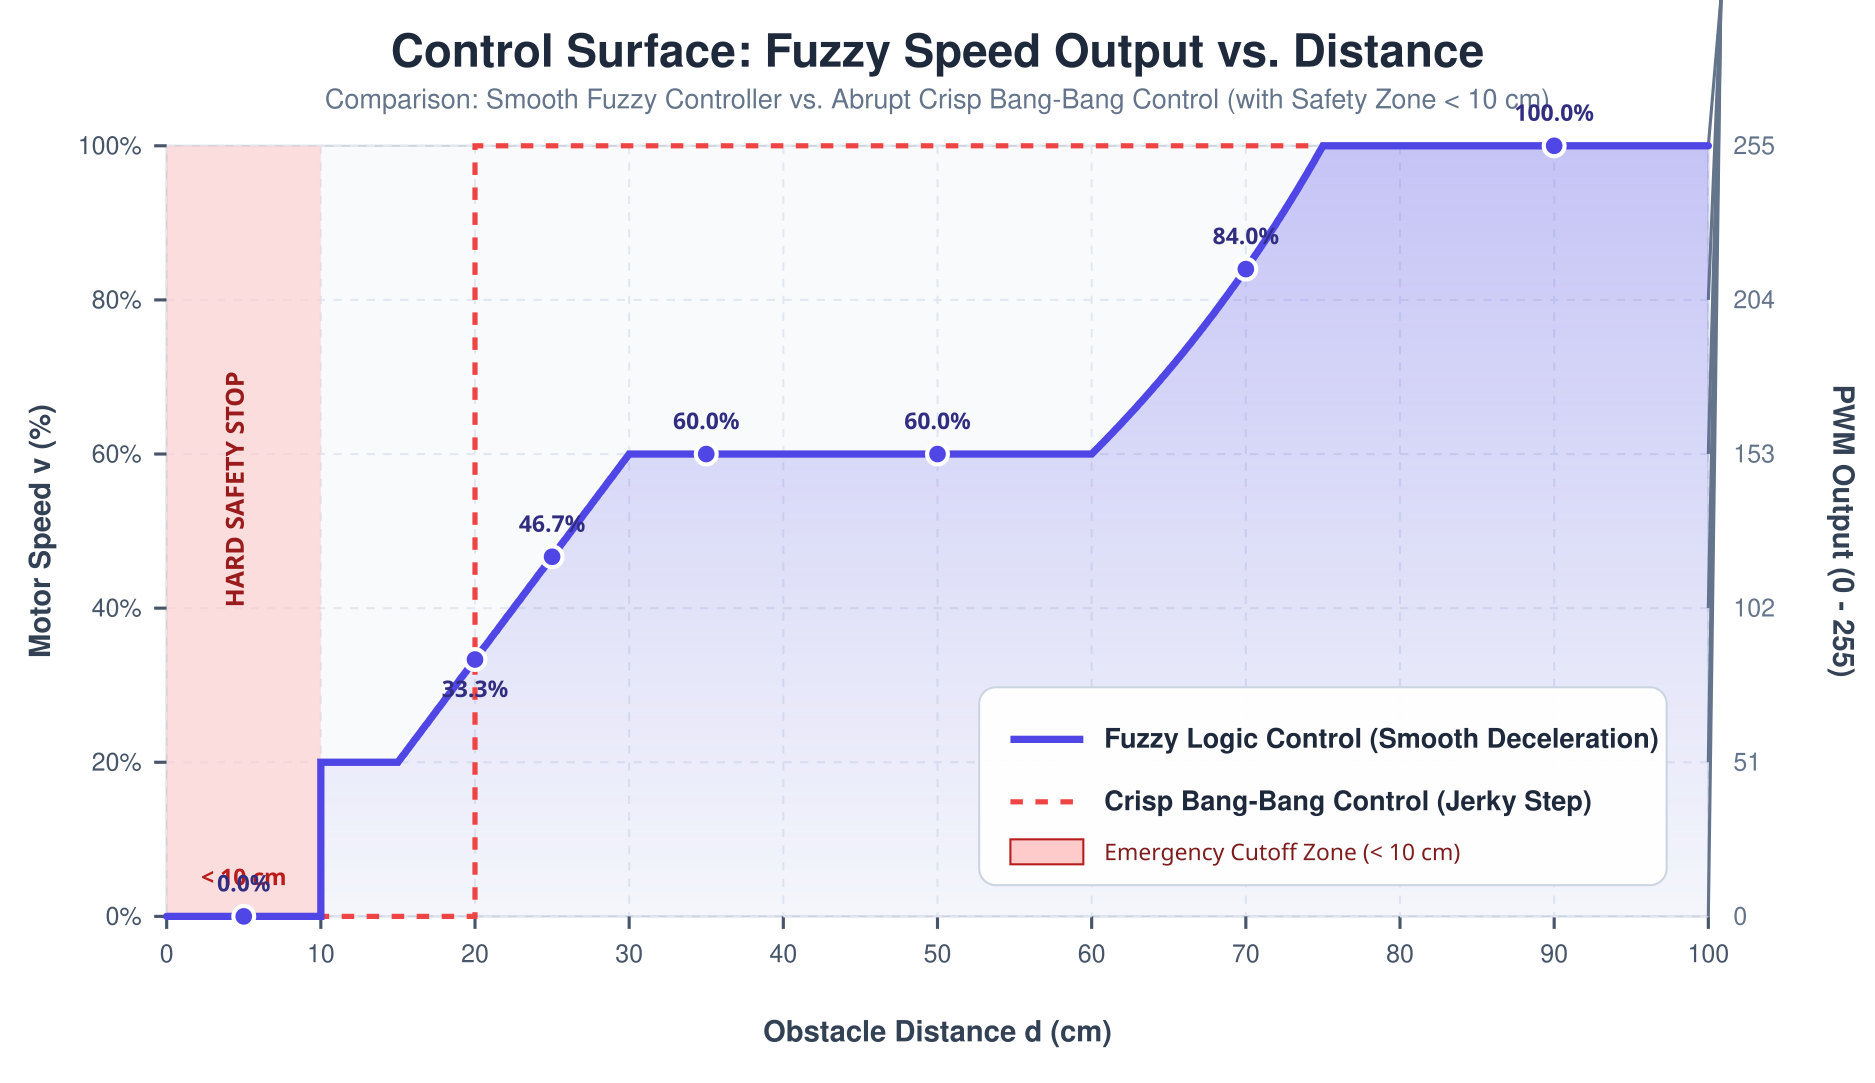 Control Surface: Fuzzy Speed Output vs. Distance
Comparison: Smooth Fuzzy Controller vs. Abrupt Crisp Bang-Bang Control (with Safety Zone < 10 cm)
100.0%
100%
255
84.0%
80%
204
HARD SAFETY STOP
60.0%
60.0%
60%
153
Motor Speed v (%)
PWM Output (0 - 255)
46.7%
40%
102
33.3%
Fuzzy Logic Control (Smooth Deceleration)
20%
51
Crisp Bang-Bang Control (Jerky Step)
Emergency Cutoff Zone (< 10 cm)
< 10 cm
0.0%
0%
0
0 10 20 30 40 50 60 70 80 90 100
Obstacle Distance d (cm)